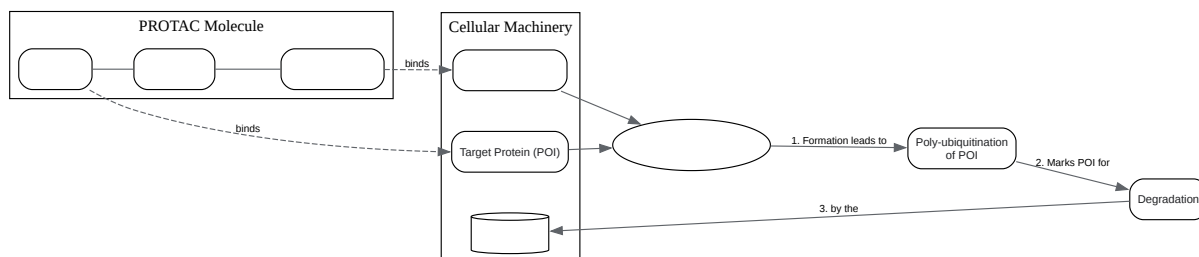 PROTAC Molecule
Cellular Machinery
binds
binds
Target Protein (POI)
1. Formation leads to
Poly-ubiquitination
of POI
2. Marks POI for
Degradation
3. by the